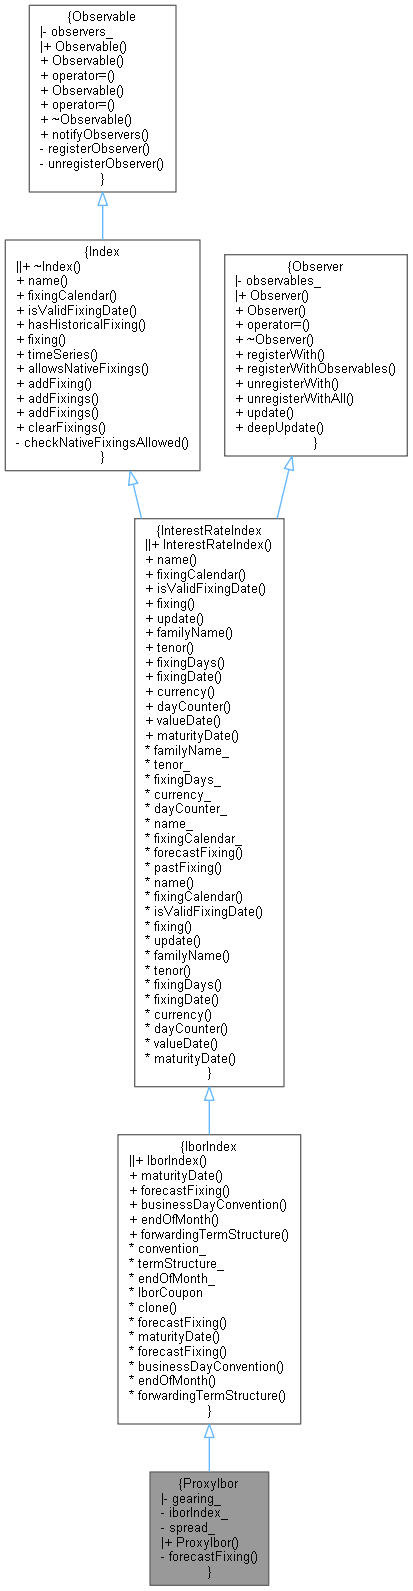 {Observable
|- observers_
|+ Observable()
+ Observable()
+ operator=()
+ Observable()
+ operator=()
+ ~Observable()
+ notifyObservers()
- registerObserver()
- unregisterObserver()
}
{Index
||+ ~Index()
+ name()
+ fixingCalendar()
+ isValidFixingDate()
+ hasHistoricalFixing()
+ fixing()
+ timeSeries()
+ allowsNativeFixings()
+ addFixing()
+ addFixings()
+ addFixings()
+ clearFixings()
- checkNativeFixingsAllowed()
}
{Observer
|- observables_
|+ Observer()
+ Observer()
+ operator=()
+ ~Observer()
+ registerWith()
+ registerWithObservables()
+ unregisterWith()
+ unregisterWithAll()
+ update()
+ deepUpdate()
}
{InterestRateIndex
||+ InterestRateIndex()
+ name()
+ fixingCalendar()
+ isValidFixingDate()
+ fixing()
+ update()
+ familyName()
+ tenor()
+ fixingDays()
+ fixingDate()
+ currency()
+ dayCounter()
+ valueDate()
+ maturityDate()
* familyName_
* tenor_
* fixingDays_
* currency_
* dayCounter_
* name_
* fixingCalendar_
* forecastFixing()
* pastFixing()
* name()
* fixingCalendar()
* isValidFixingDate()
* fixing()
* update()
* familyName()
* tenor()
* fixingDays()
* fixingDate()
* currency()
* dayCounter()
* valueDate()
* maturityDate()
}
{IborIndex
||+ IborIndex()
+ maturityDate()
+ forecastFixing()
+ businessDayConvention()
+ endOfMonth()
+ forwardingTermStructure()
* convention_
* termStructure_
* endOfMonth_
* IborCoupon
* clone()
* forecastFixing()
* maturityDate()
* forecastFixing()
* businessDayConvention()
* endOfMonth()
* forwardingTermStructure()
}
{ProxyIbor
|- gearing_
- iborIndex_
- spread_
|+ ProxyIbor()
- forecastFixing()
}